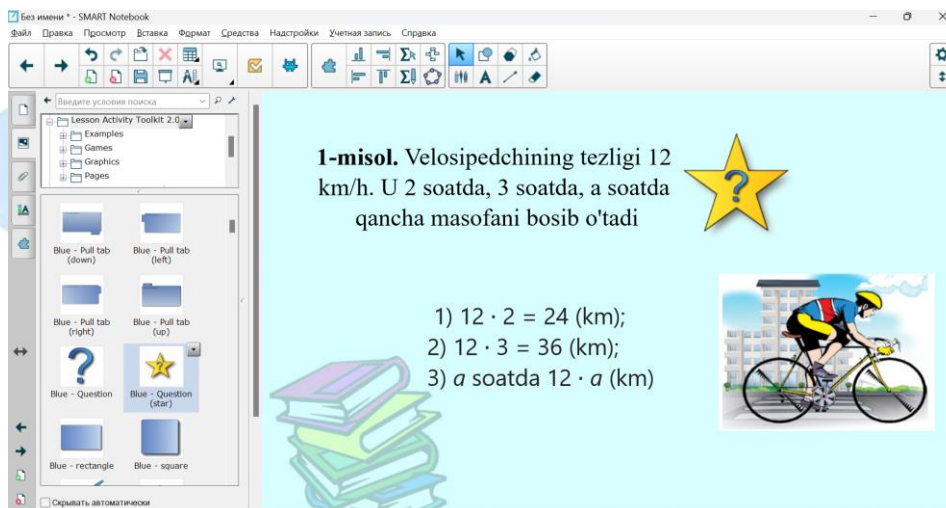 Без имени * - SMART Notebook
Файл Правка Просмотр Вставка Формат Средства Надстройки Учетная запись Справка
Введите условия поиска
Lesson Activity Toolkit 2.0
Examples
Games
Graphics
Pages
Blue - Pull tab (down)
Blue - Pull tab (left)
Blue - Pull tab (right)
Blue - Pull tab (up)
Blue - Question
Blue - Question (star)
Blue - rectangle
Blue - square
Скрывать автоматически
1-misol. Velosipedchining tezligi 12
km/h. U 2 soatda, 3 soatda, a soatda
qancha masofani bosib o'tadi
?
1) 12 · 2 = 24 (km);
2) 12 · 3 = 36 (km);
3) a soatda 12 · a (km)